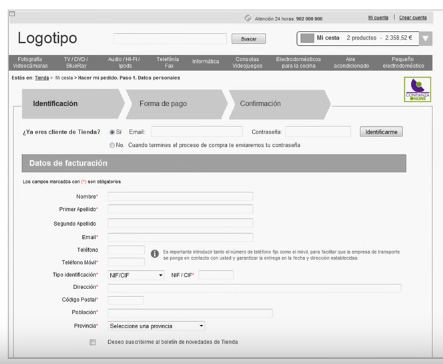 Atención 24 horas: 902 000 000
Mi cuenta | Crear cuenta
Logotipo
Buscar
Mi cesta 2 productos - 2.358,52 €
Fotografía Videocámaras
TV / DVD / BlueRay
Audio / HI-FI / Ipods
Telefónia Fax
Informática
Consolas Videojuegos
Electrodomésticos para la cocina
Aire acondicionado
Pequeño electrodoméstico
Estás en: Tienda > Mi cesta > Hacer mi pedido. Paso 1. Datos personales
CONFIANZA ONLINE
Identificación
Forma de pago
Confirmación
¿Ya eros cliente de Tienda? Sí Email: Contraseña: Identificarme
No. Cuando termines el proceso de compra te enviaremos tu contraseña
Datos de facturación
Los campos marcados con (*) son obligatorios
Nombre*
Primer Apellido*
Segundo Apellido
Email*
Teléfono
Es importante introducir tanto el número de teléfono fijo como el móvil, para facilitar que la empresa de transporte
se ponga en contacto con usted y garantizar la entrega en la fecha y dirección establecidas.
Teléfono Móvil*
Tipo identificación* NIF/CIF NIF / CIF*
Dirección*
Código Postal*
Población*
Provincia* Seleccione una provincia
Deseo suscribirme al boletín de novedades de Tienda